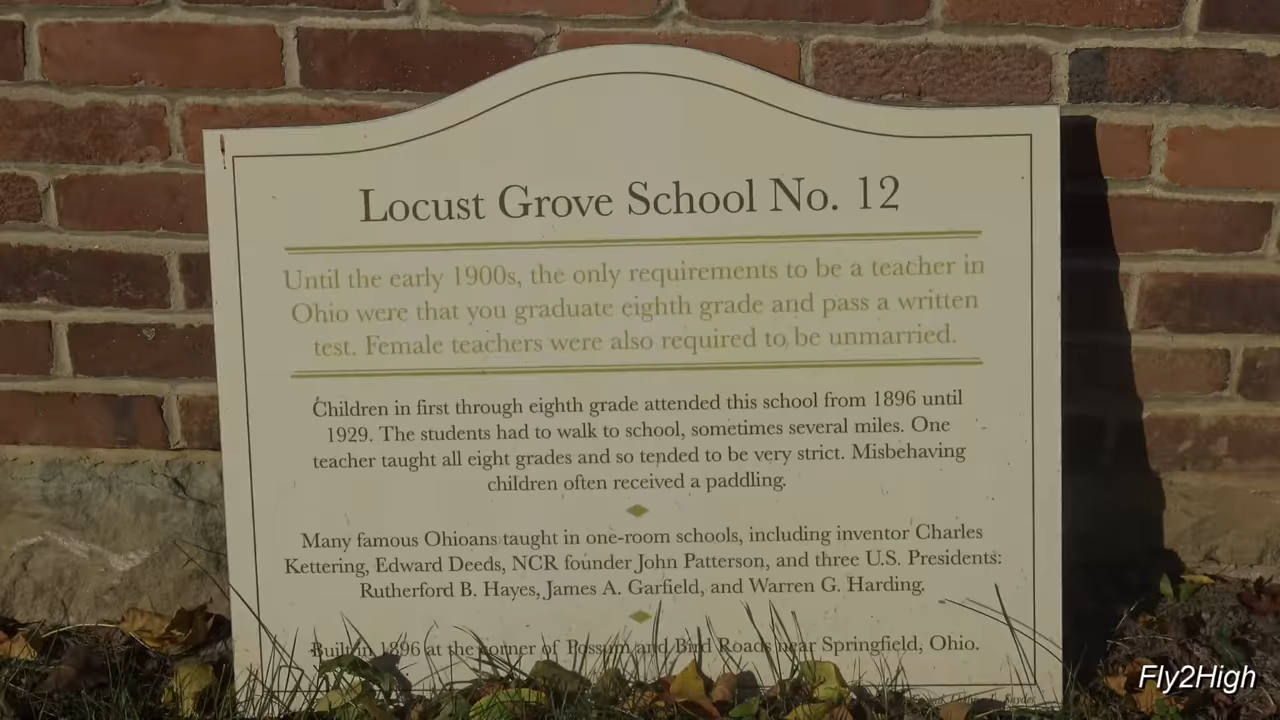 Locust Grove School No. 12
Until the early 1900s, the only requirements to be a teacher in
Ohio were that you graduate eighth grade and pass a written
test. Female teachers were also required to be unmarried.
Children in first through eighth grade attended this school from 1896 until
1929. The students had to walk to school, sometimes several miles. One
teacher taught all eight grades and so tended to be very strict. Misbehaving
children often received a paddling.
Many famous Ohioans taught in one-room schools, including inventor Charles
Kettering, Edward Deeds, NCR founder John Patterson, and three U.S. Presidents:
Rutherford B. Hayes, James A. Garfield, and Warren G. Harding.
Built in 1896 at the corner of Possum and Bird Roads near Springfield, Ohio.
Fly2High